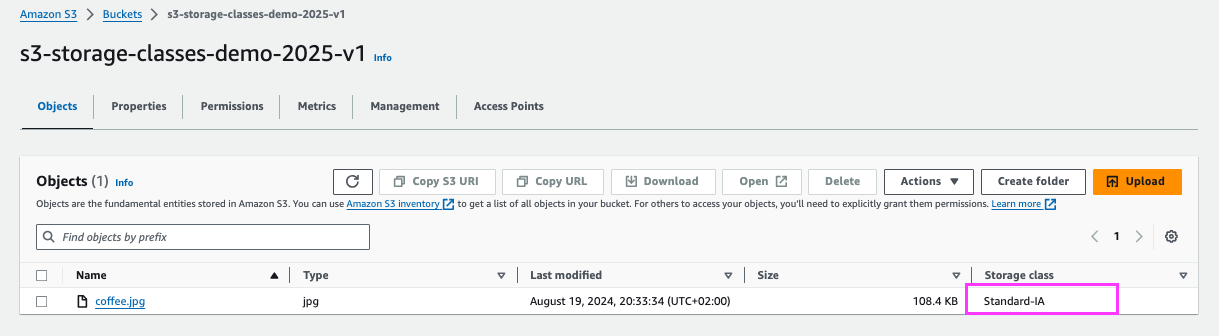 Amazon S3 > Buckets > s3-storage-classes-demo-2025-v1
s3-storage-classes-demo-2025-v1 Info
Objects Properties Permissions Metrics Management Access Points
Objects (1) Info Copy S3 URI Copy URL Download Open Delete Actions Create folder Upload
Objects are the fundamental entities stored in Amazon S3. You can use Amazon S3 inventory to get a list of all objects in your bucket. For others to access your objects, you'll need to explicitly grant them permissions. Learn more
Find objects by prefix 1
Name Type Last modified Size Storage class
coffee.jpg jpg August 19, 2024, 20:33:34 (UTC+02:00) 108.4 KB Standard-IA